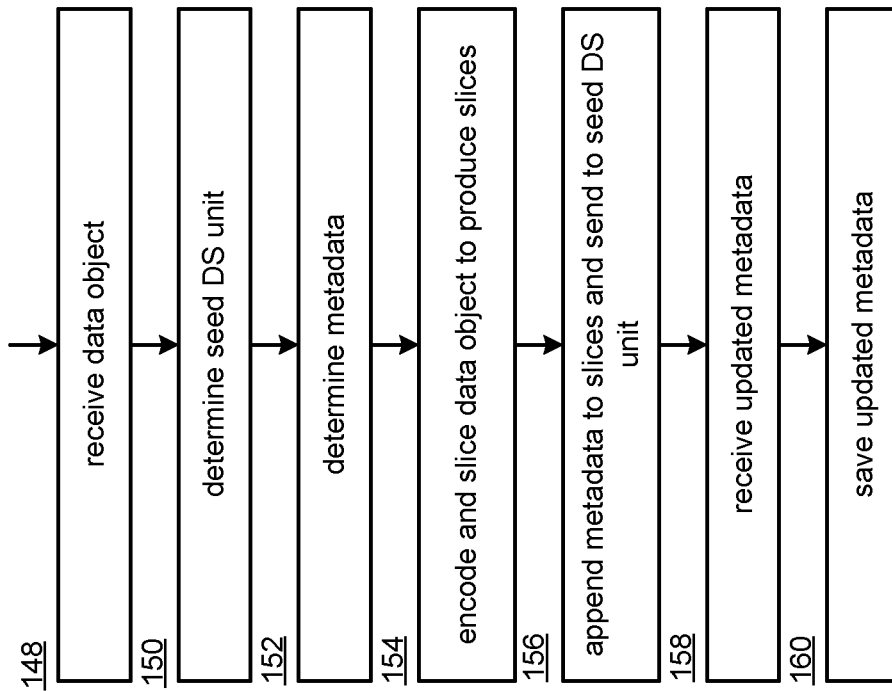 148
receive data object
150
determine seed DS unit
152
determine metadata
154
encode and slice data object to produce slices
156
append metadata to slices and send to seed DS
unit
158
receive updated metadata
160
save updated metadata